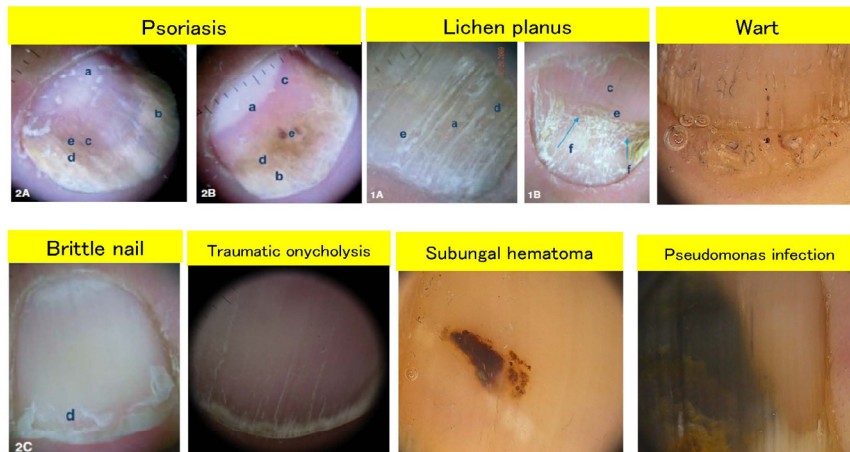 Psoriasis
Lichen planus
Wart
a
b
c
d
e
2A
a
b
c
d
e
2B
a
d
e
1A
c
e
f
f
1B
Brittle nail
Traumatic onycholysis
Subungal hematoma
Pseudomonas infection
d
2C